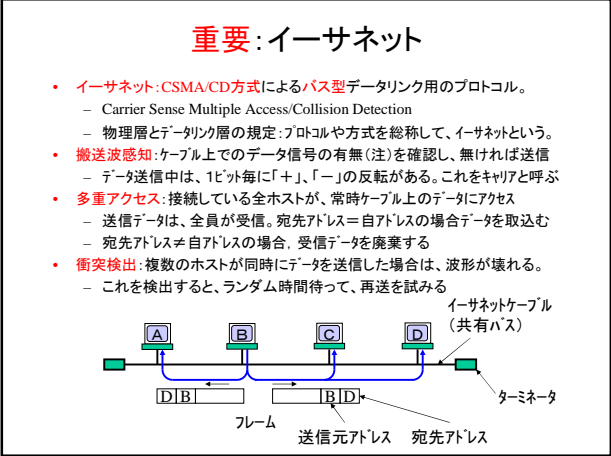 重要：イーサネット
• イーサネット：CSMA/CD方式によるバス型データリンク用のプロトコル。
– Carrier Sense Multiple Access/Collision Detection
– 物理層とﾃﾞｰﾀﾘﾝｸ層の規定：ﾌﾟﾛﾄｺﾙや方式を総称して、ｲｰｻﾈｯﾄという。
• 搬送波感知：ｹｰﾌﾞﾙ上でのデータ信号の有無（注）を確認し、無ければ送信
– ﾃﾞｰﾀ送信中は、1ﾋﾞｯﾄ毎に「＋」、「－」の反転がある。これをｷｬﾘｱと呼ぶ
• 多重アクセス：接続している全ホストが、常時ｹｰﾌﾞﾙ上のﾃﾞｰﾀにアクセス
– 送信ﾃﾞｰﾀは、全員が受信。宛先ｱﾄﾞﾚｽ＝自ｱﾄﾞﾚｽの場合ﾃﾞｰﾀを取込む
– 宛先ｱﾄﾞﾚｽ≠自ｱﾄﾞﾚｽの場合，受信ﾃﾞｰﾀを廃棄する
• 衝突検出：複数のホストが同時にﾃﾞｰﾀを送信した場合は、波形が壊れる。
– これを検出すると、ランダム時間待って、再送を試みる
ｲｰｻﾈｯﾄｹｰﾌﾞﾙ
（共有ﾊﾞｽ）
A B C D
ﾀｰﾐﾈｰﾀ
D B
B D
ﾌﾚｰﾑ
送信元ｱﾄﾞﾚｽ 宛先ｱﾄﾞﾚｽ